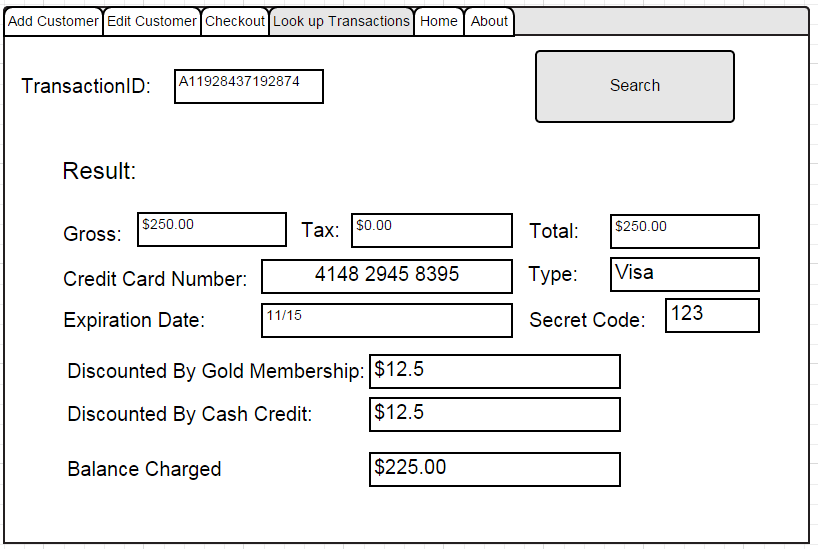 Add Customer Edit Customer Checkout Look up Transactions Home About
TransactionID: A11928437192874 Search
Result:
Gross: $250.00 Tax: $0.00 Total: $250.00
Credit Card Number: 4148 2945 8395 Type: Visa
Expiration Date: 11/15 Secret Code: 123
Discounted By Gold Membership: $12.5
Discounted By Cash Credit: $12.5
Balance Charged $225.00